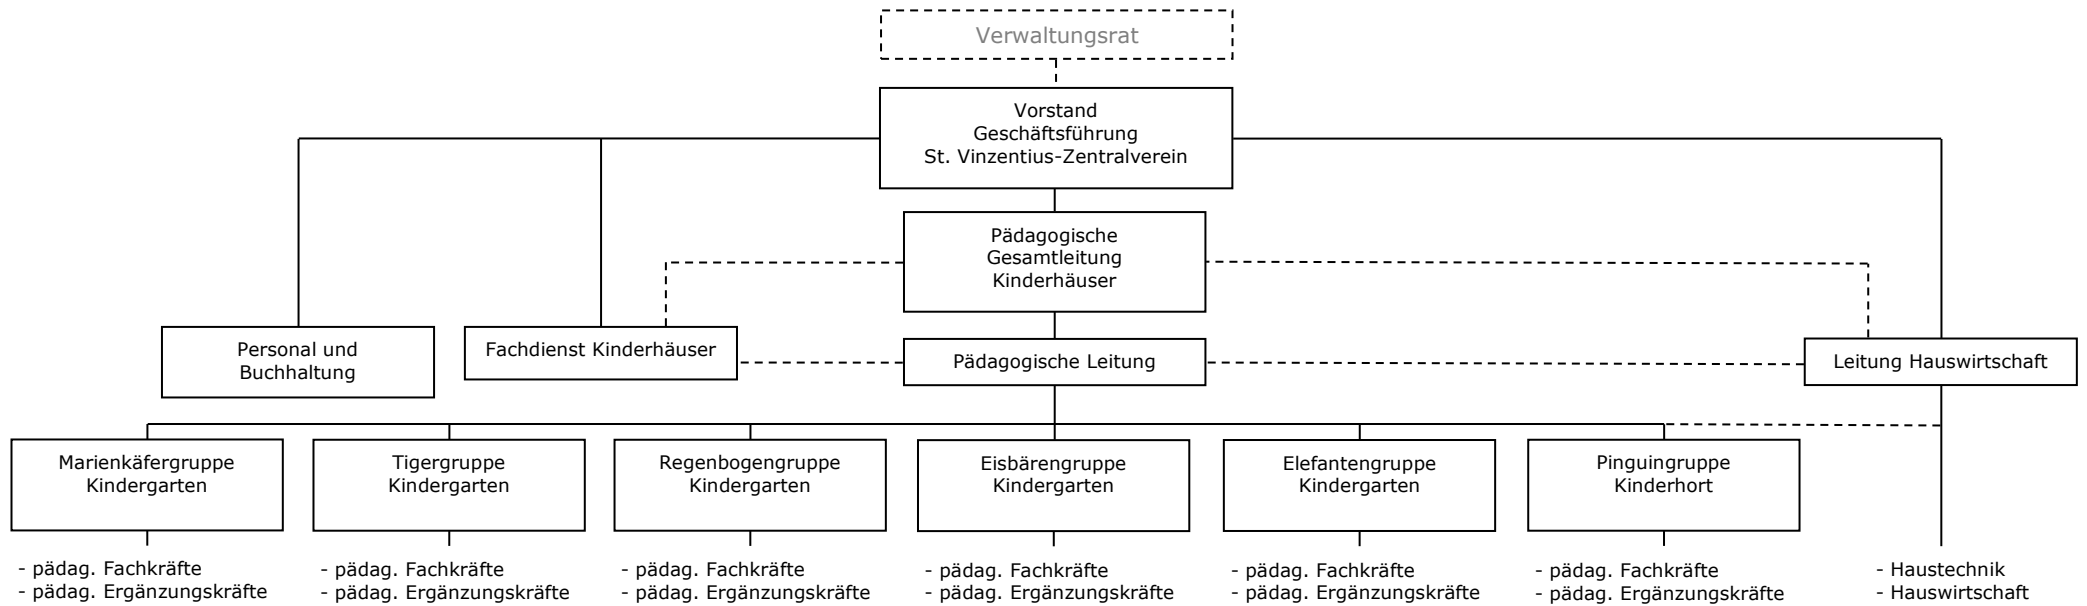 Verwaltungsrat
Vorstand
Geschäftsführung
St. Vinzentius-Zentralverein
Pädagogische
Gesamtleitung
Kinderhäuser
Personal und
Buchhaltung
Fachdienst Kinderhäuser
Pädagogische Leitung
Leitung Hauswirtschaft
Marienkäfergruppe
Kindergarten
Tigergruppe
Kindergarten
Regenbogengruppe
Kindergarten
Eisbärengruppe
Kindergarten
Elefantengruppe
Kindergarten
Pinguingruppe
Kinderhort
- pädag. Fachkräfte
- pädag. Ergänzungskräfte
- pädag. Fachkräfte
- pädag. Ergänzungskräfte
- pädag. Fachkräfte
- pädag. Ergänzungskräfte
- pädag. Fachkräfte
- pädag. Ergänzungskräfte
- pädag. Fachkräfte
- pädag. Ergänzungskräfte
- pädag. Fachkräfte
- pädag. Ergänzungskräfte
- Haustechnik
- Hauswirtschaft